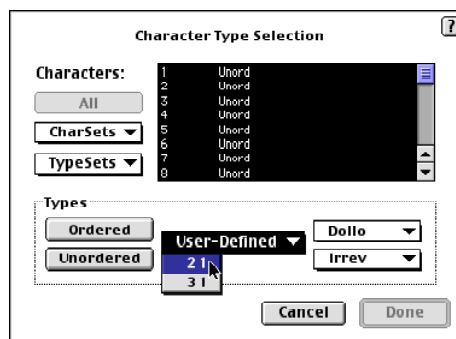 ?
Character Type Selection
Characters:
1 Unord
2 Unord
3 Unord
4 Unord
5 Unord
6 Unord
7 Unord
8 Unord
All
CharSets
TypeSets
Types
Ordered
Unordered
User-Defined
2 1
3 1
Dollo
Irrev
Cancel
Done